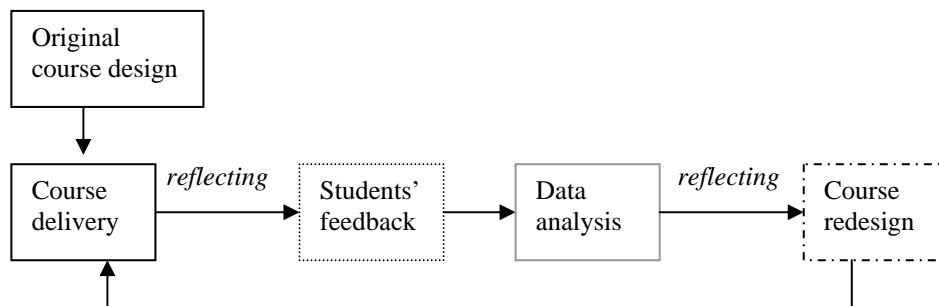 Original
course design
Course
delivery
reflecting
Students’
feedback
Data
analysis
reflecting
Course
redesign